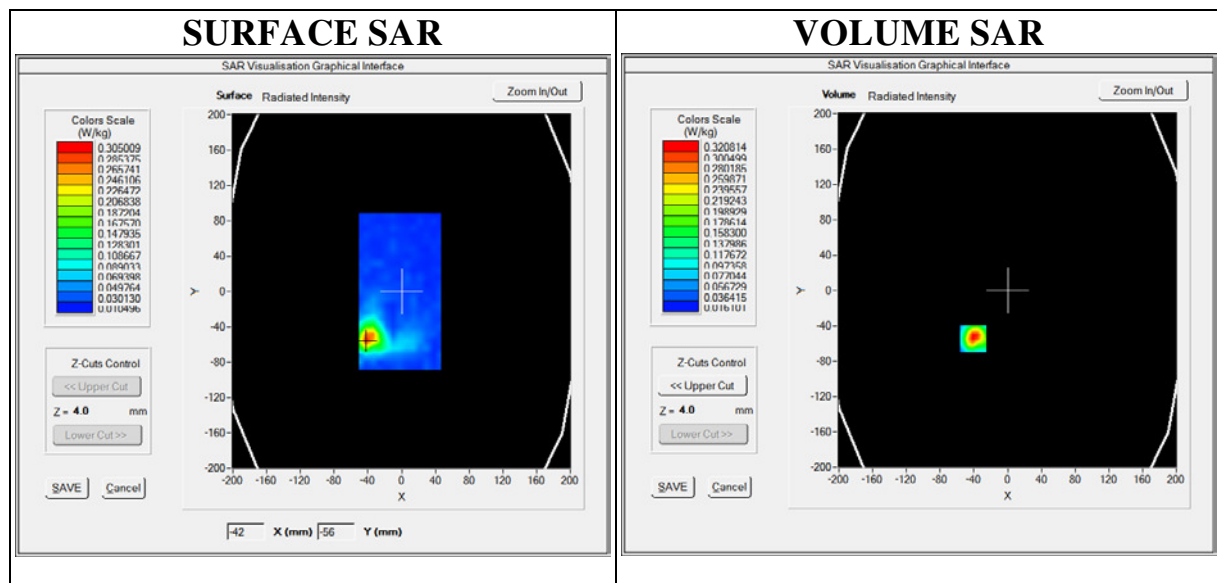 SURFACE SAR
SAR Visualisation Graphical Interface
Surface Radiated Intensity
Zoom In/Out
Colors Scale
(W/kg)
0.305009
0.285375
0.265741
0.246106
0.226472
0.206838
0.187204
0.167570
0.147935
0.128301
0.108667
0.089033
0.069398
0.049764
0.030130
0.010496
Z-Cuts Control
<< Upper Cut
Z = 4.0 mm
Lower Cut >>
SAVE Cancel
200
160
120
80
40
0
-40
-80
-120
-160
-200
Y
-200 -160 -120 -80 -40 0 40 80 120 160 200
X
-42 X (mm) -56 Y (mm)
VOLUME SAR
SAR Visualisation Graphical Interface
Volume Radiated Intensity
Zoom In/Out
Colors Scale
(W/kg)
0.320814
0.300499
0.280185
0.259871
0.239557
0.219243
0.198929
0.178614
0.158300
0.137986
0.117672
0.097358
0.077044
0.056729
0.036415
0.016101
Z-Cuts Control
<< Upper Cut
Z = 4.0 mm
Lower Cut >>
SAVE Cancel
200
160
120
80
40
0
-40
-80
-120
-160
-200
Y
-200 -160 -120 -80 -40 0 40 80 120 160 200
X